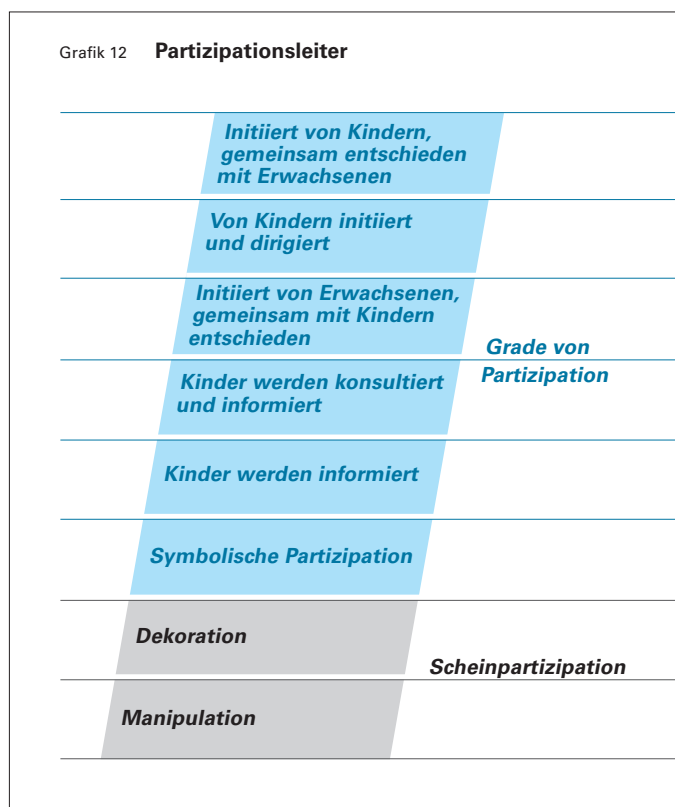 Grafik 12 Partizipationsleiter
Initiiert von Kindern,
gemeinsam entschieden
mit Erwachsenen
Von Kindern initiiert
und dirigiert
Initiiert von Erwachsenen,
gemeinsam mit Kindern
entschieden
Grade von
Partizipation
Kinder werden konsultiert
und informiert
Kinder werden informiert
Symbolische Partizipation
Dekoration
Scheinpartizipation
Manipulation